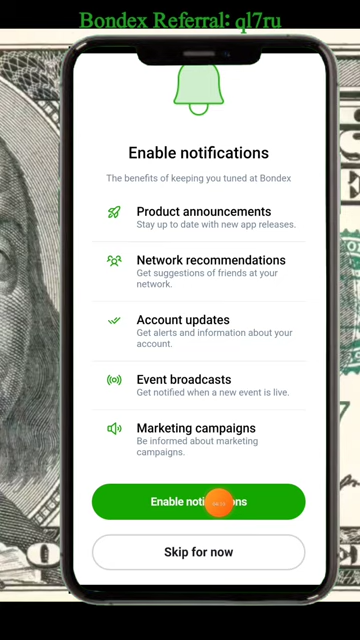 Bondex Referral: ql7ru
Enable notifications
The benefits of keeping you tuned at Bondex
Product announcements
Stay up to date with new app releases.
Network recommendations
Get suggestions of friends at your
network.
Account updates
Get alerts and information about your
account.
Event broadcasts
Get notified when a new event is live.
Marketing campaigns
Be informed about marketing
campaigns.
Enable notifications
Skip for now